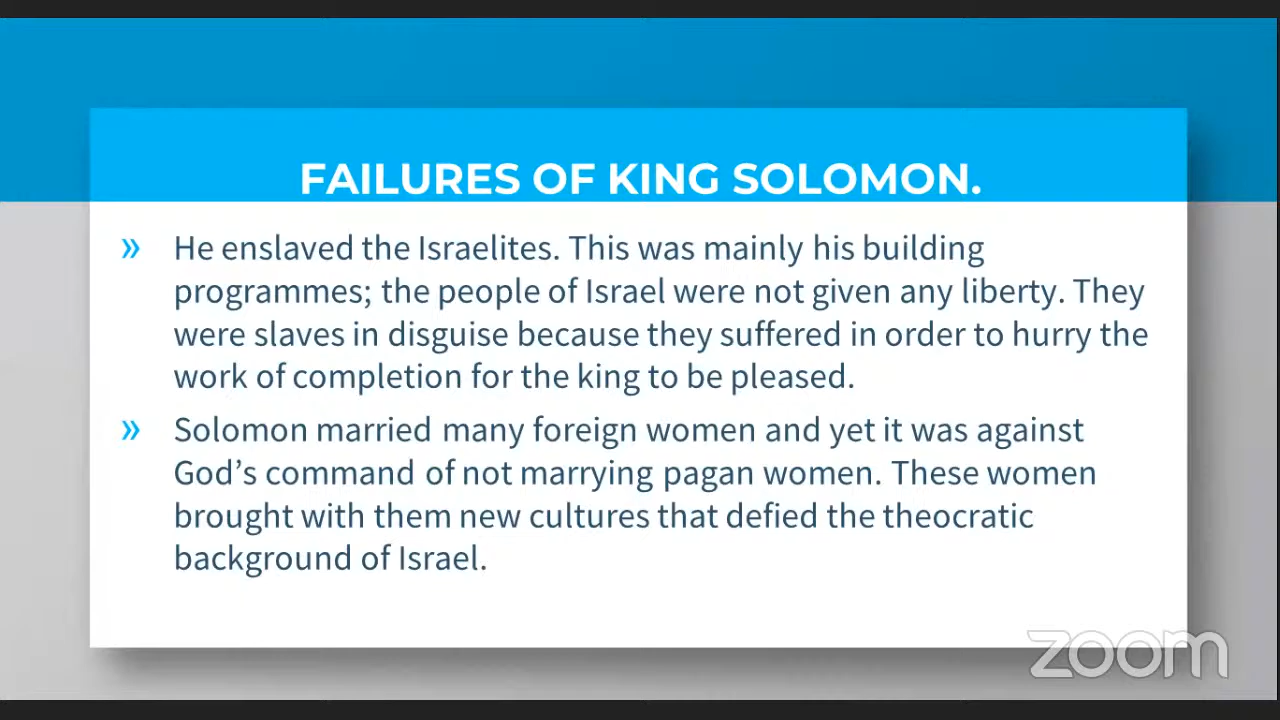 FAILURES OF KING SOLOMON.
» He enslaved the Israelites. This was mainly his building
programmes; the people of Israel were not given any liberty. They
were slaves in disguise because they suffered in order to hurry the
work of completion for the king to be pleased.
» Solomon married many foreign women and yet it was against
God’s command of not marrying pagan women. These women
brought with them new cultures that defied the theocratic
background of Israel.
zoom